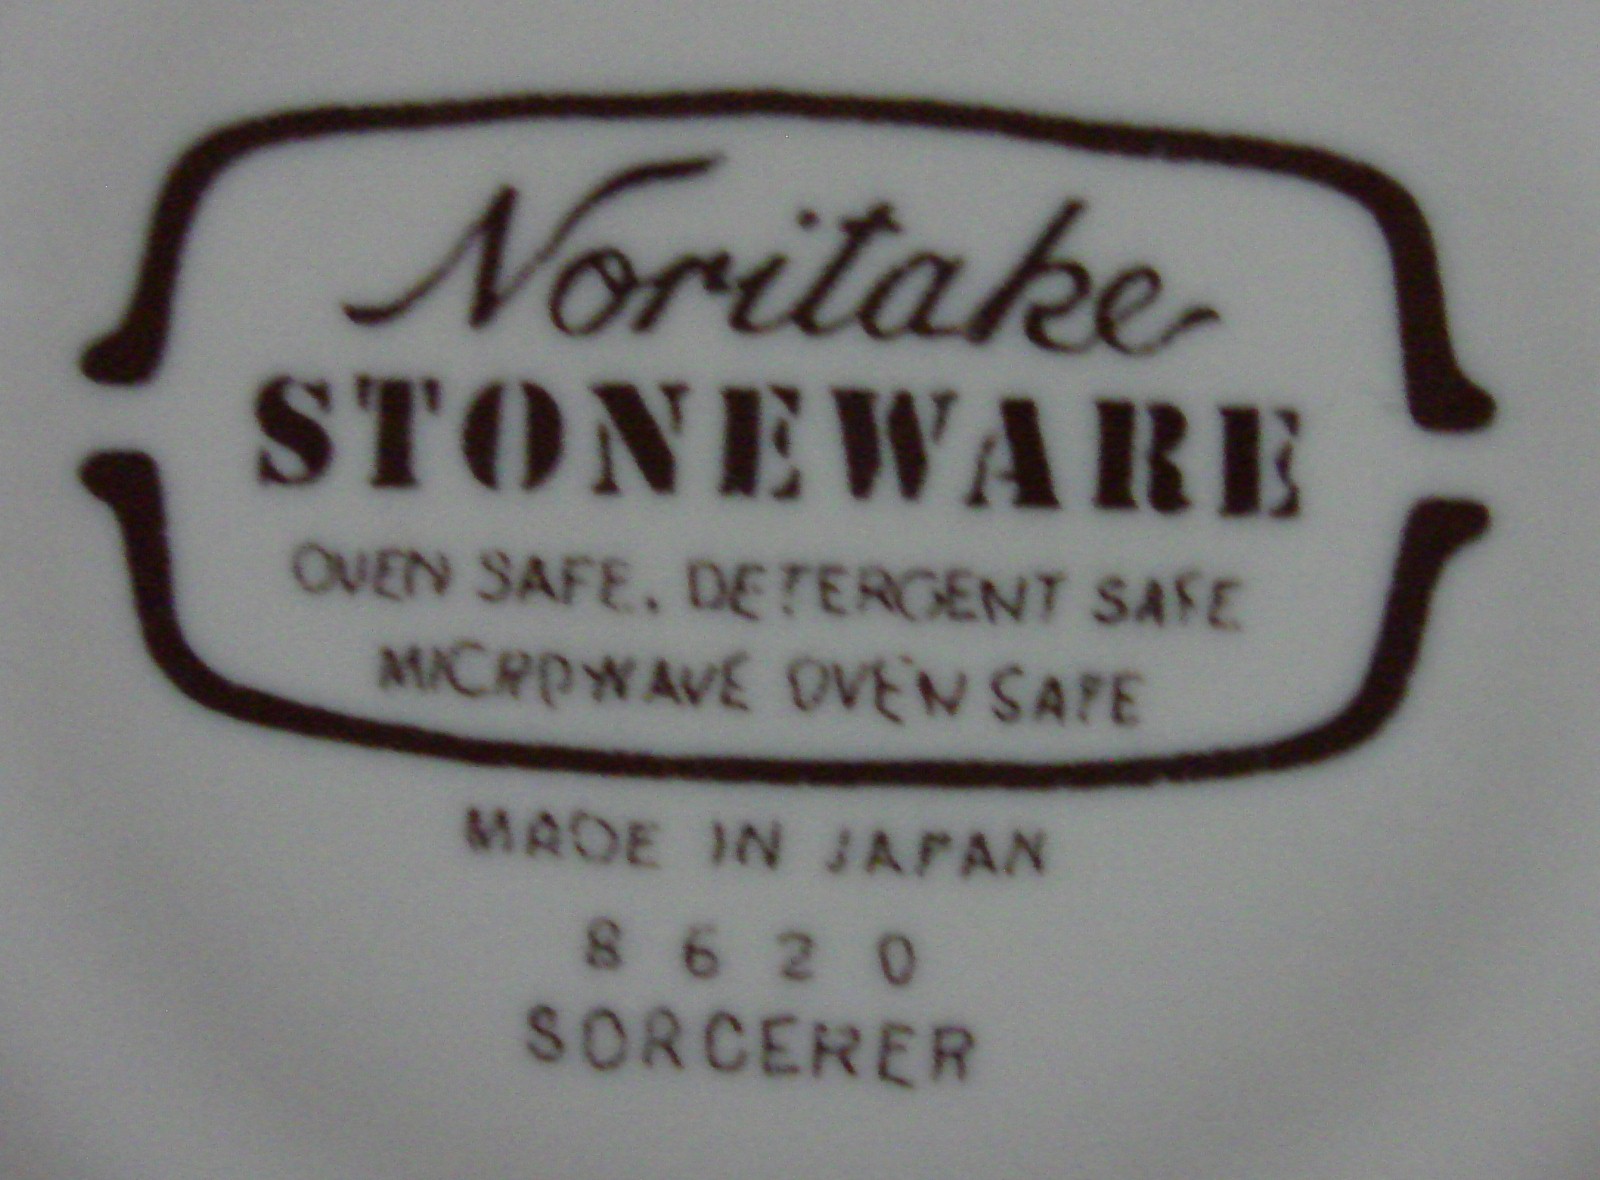 Noritake
STONEWARE
OVEN SAFE. DETERGENT SAFE
MICROWAVE OVEN SAFE
MADE IN JAPAN
8620
SORCERER